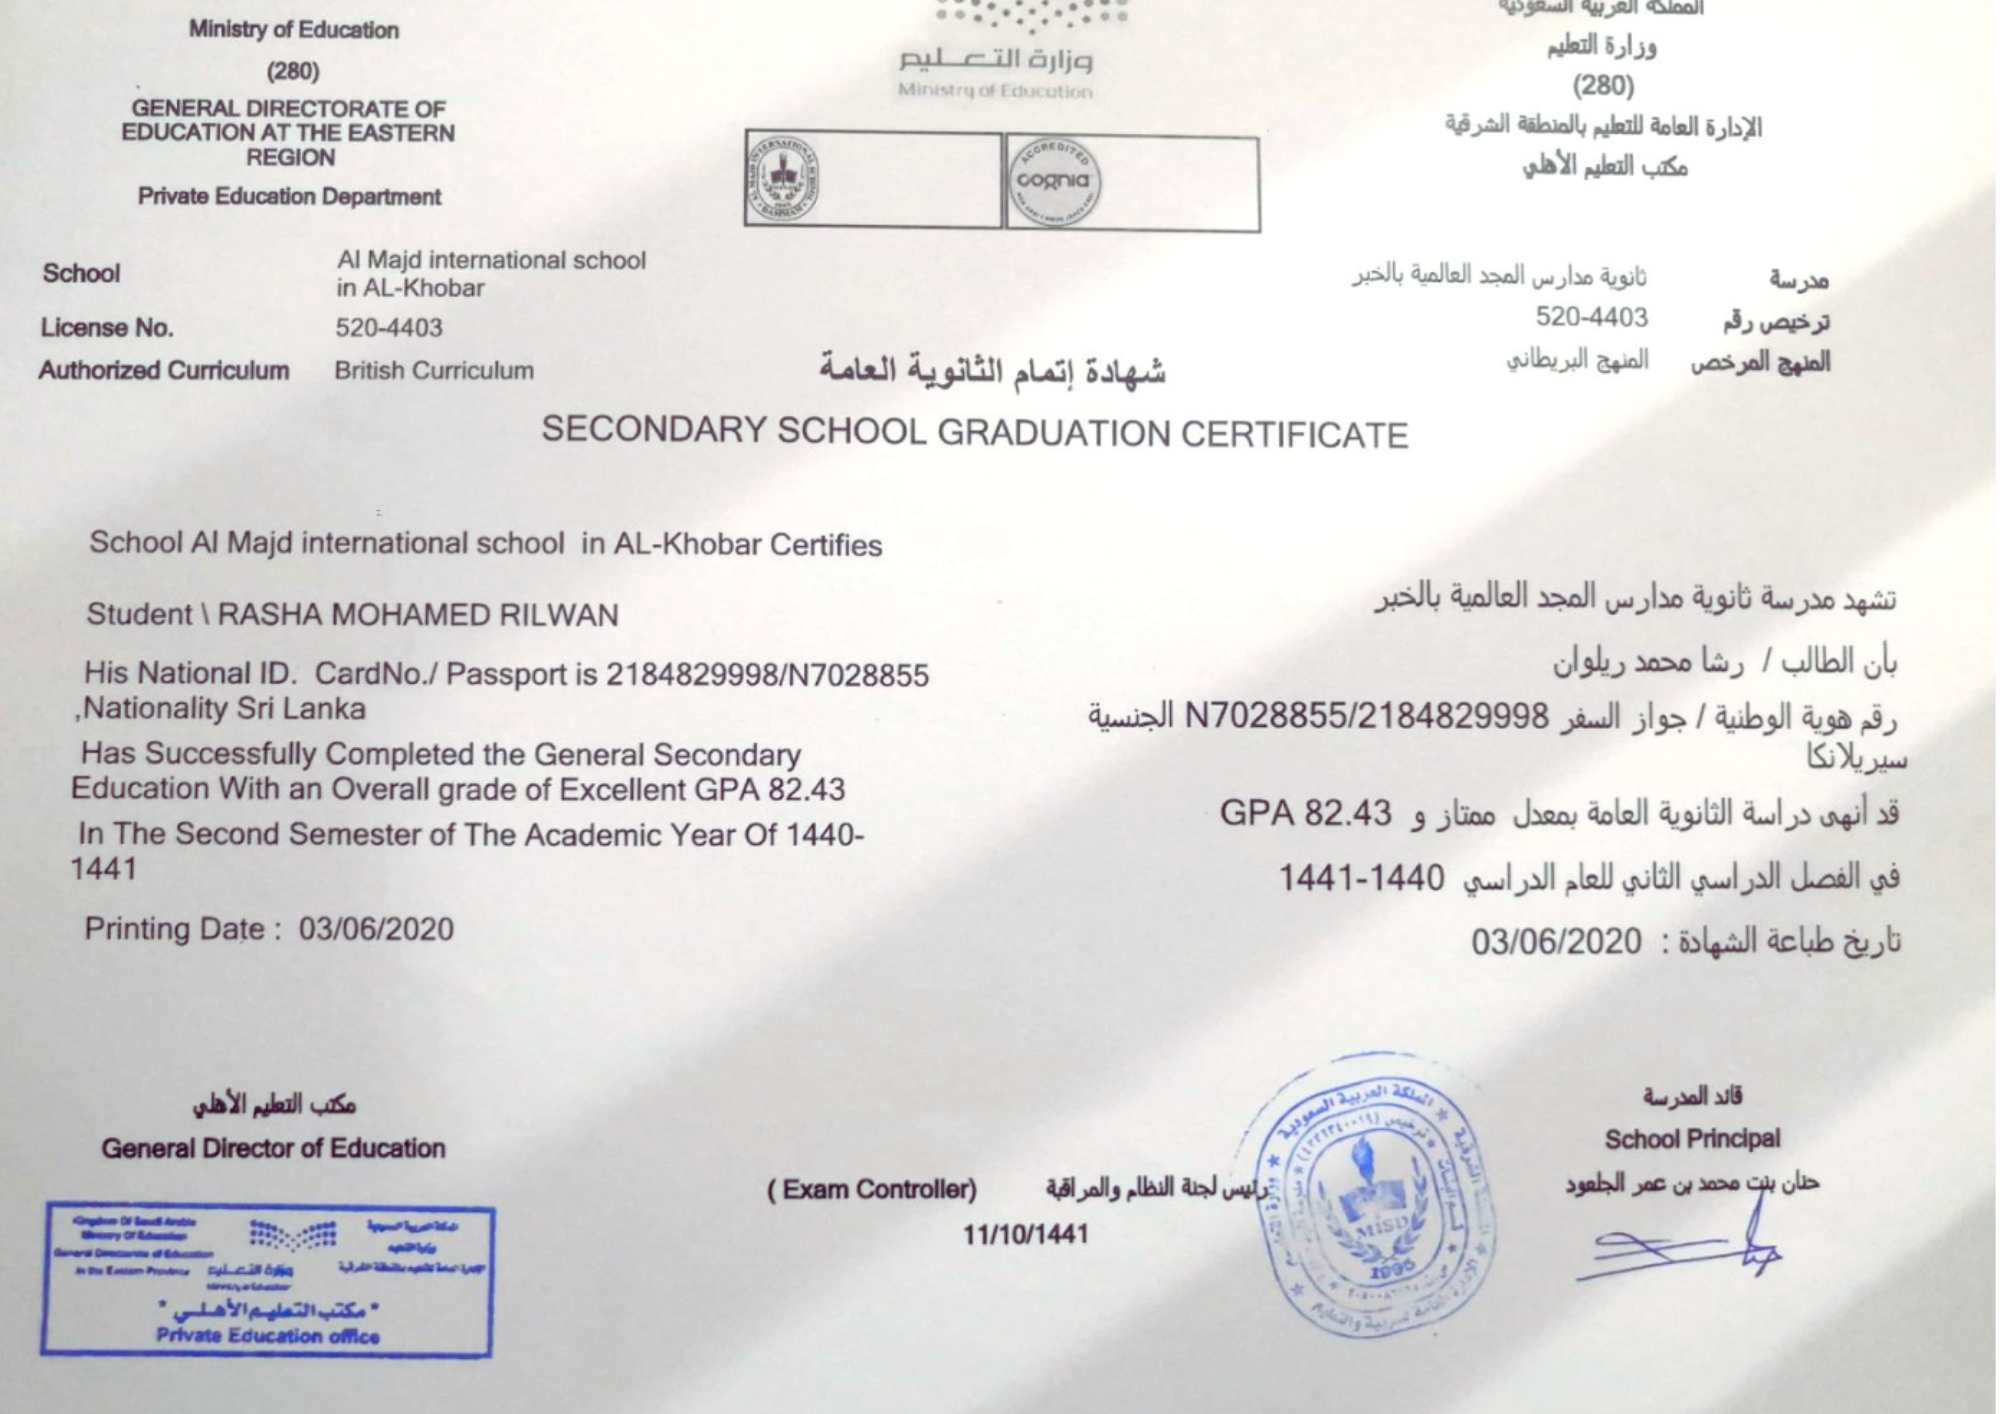 Ministry of Education
(280)
GENERAL DIRECTORATE OF
EDUCATION AT THE EASTERN
REGION
Private Education Department
وزارة التعليم
Ministry of Education
المملكة العربية السعودية
وزارة التعليم
(280)
الإدارة العامة للتعليم بالمنطقة الشرقية
مكتب التعليم الأهلي
ACCREDITED
cognia
School Al Majd international school
in AL-Khobar
License No. 520-4403
Authorized Curriculum British Curriculum
مدرسة ثانوية مدارس المجد العالمية بالخبر
ترخيص رقم 520-4403
المنهج المرخص المنهج البريطاني
شهادة إتمام الثانوية العامة
SECONDARY SCHOOL GRADUATION CERTIFICATE
School Al Majd international school in AL-Khobar Certifies
Student \ RASHA MOHAMED RILWAN
His National ID. CardNo./ Passport is 2184829998/N7028855
,Nationality Sri Lanka
Has Successfully Completed the General Secondary
Education With an Overall grade of Excellent GPA 82.43
In The Second Semester of The Academic Year Of 1440-
1441
Printing Date : 03/06/2020
تشهد مدرسة ثانوية مدارس المجد العالمية بالخبر
بأن الطالب / رشا محمد ريلوان
رقم هوية الوطنية / جواز السفر N7028855/2184829998 الجنسية
سيريلانكا
قد أنهى دراسة الثانوية العامة بمعدل ممتاز و GPA 82.43
في الفصل الدراسي الثاني للعام الدراسي 1440-1441
تاريخ طباعة الشهادة : 03/06/2020
مكتب التعليم الأهلي
General Director of Education
Kingdom Of Saudi Arabia
Ministry Of Education
General Directorate of Education
in the Eastern Province
وزارة التعليم
Ministry of Education
المملكة العربية السعودية
وزارة التعليم
الإدارة العامة للتعليم بالمنطقة الشرقية
* مكتب التعليم الأهلي *
Private Education office
(Exam Controller) رئيس لجنة النظام والمراقبة
11/10/1441
المملكة العربية السعودية
MISD
1995
قائد المدرسة
School Principal
حنان بنت محمد بن عمر الجلعود